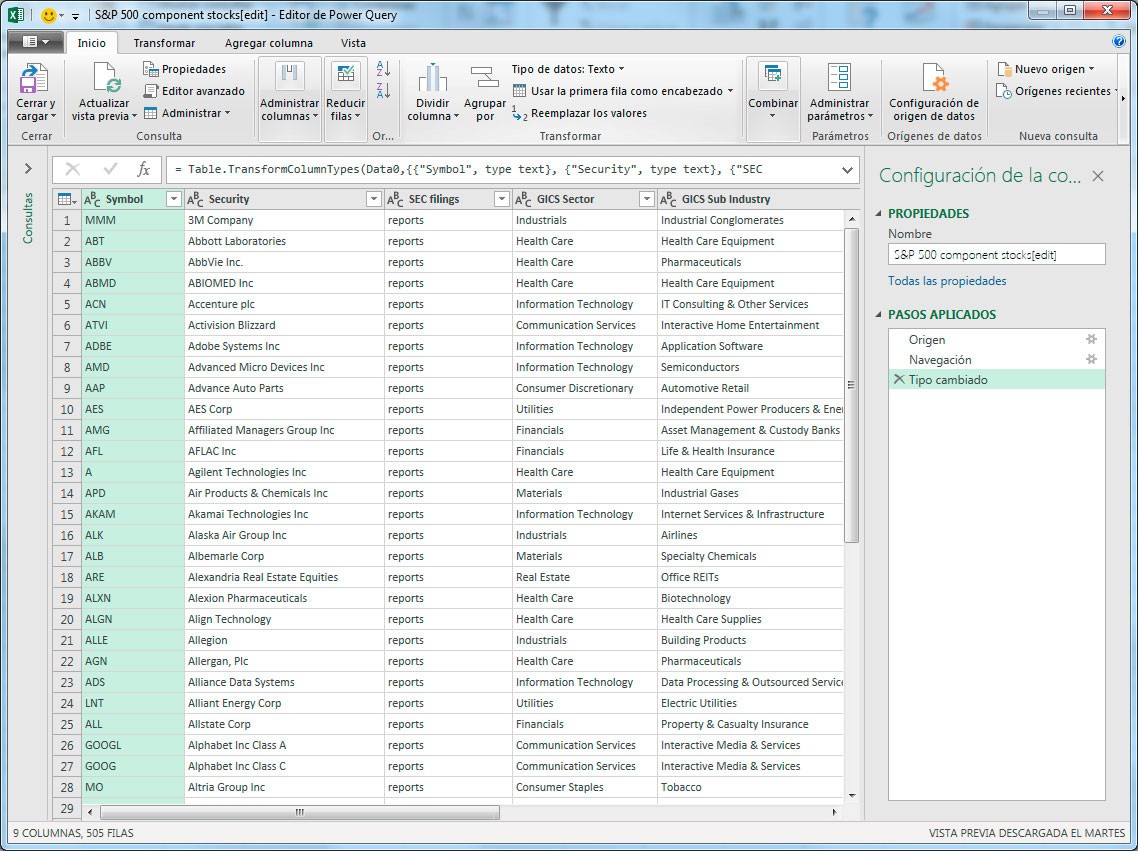 S&P 500 component stocks[edit] - Editor de Power Query
Inicio Transformar Agregar columna Vista
Cerrar y cargar
Cerrar
Actualizar vista previa
Propiedades
Editor avanzado
Administrar
Consulta
Administrar columnas
Reducir filas
Or...
Dividir columna
Agrupar por
Tipo de datos: Texto
Usar la primera fila como encabezado
Reemplazar los valores
Transformar
Combinar
Administrar parámetros
Parámetros
Configuración de origen de datos
Orígenes de datos
Nuevo origen
Orígenes recientes
Nueva consulta
Consultas
fx = Table.TransformColumnTypes(Data0,{{"Symbol", type text}, {"Security", type text}, {"SEC
Symbol Security SEC filings GICS Sector GICS Sub Industry
1 MMM 3M Company reports Industrials Industrial Conglomerates
2 ABT Abbott Laboratories reports Health Care Health Care Equipment
3 ABBV AbbVie Inc. reports Health Care Pharmaceuticals
4 ABMD ABIOMED Inc reports Health Care Health Care Equipment
5 ACN Accenture plc reports Information Technology IT Consulting & Other Services
6 ATVI Activision Blizzard reports Communication Services Interactive Home Entertainment
7 ADBE Adobe Systems Inc reports Information Technology Application Software
8 AMD Advanced Micro Devices Inc reports Information Technology Semiconductors
9 AAP Advance Auto Parts reports Consumer Discretionary Automotive Retail
10 AES AES Corp reports Utilities Independent Power Producers & Ener
11 AMG Affiliated Managers Group Inc reports Financials Asset Management & Custody Banks
12 AFL AFLAC Inc reports Financials Life & Health Insurance
13 A Agilent Technologies Inc reports Health Care Health Care Equipment
14 APD Air Products & Chemicals Inc reports Materials Industrial Gases
15 AKAM Akamai Technologies Inc reports Information Technology Internet Services & Infrastructure
16 ALK Alaska Air Group Inc reports Industrials Airlines
17 ALB Albemarle Corp reports Materials Specialty Chemicals
18 ARE Alexandria Real Estate Equities reports Real Estate Office REITs
19 ALXN Alexion Pharmaceuticals reports Health Care Biotechnology
20 ALGN Align Technology reports Health Care Health Care Supplies
21 ALLE Allegion reports Industrials Building Products
22 AGN Allergan, Plc reports Health Care Pharmaceuticals
23 ADS Alliance Data Systems reports Information Technology Data Processing & Outsourced Service
24 LNT Alliant Energy Corp reports Utilities Electric Utilities
25 ALL Allstate Corp reports Financials Property & Casualty Insurance
26 GOOGL Alphabet Inc Class A reports Communication Services Interactive Media & Services
27 GOOG Alphabet Inc Class C reports Communication Services Interactive Media & Services
28 MO Altria Group Inc reports Consumer Staples Tobacco
29
Configuración de la co...
PROPIEDADES
Nombre
S&P 500 component stocks[edit]
Todas las propiedades
PASOS APLICADOS
Origen
Navegación
Tipo cambiado
9 COLUMNAS, 505 FILAS
VISTA PREVIA DESCARGADA EL MARTES